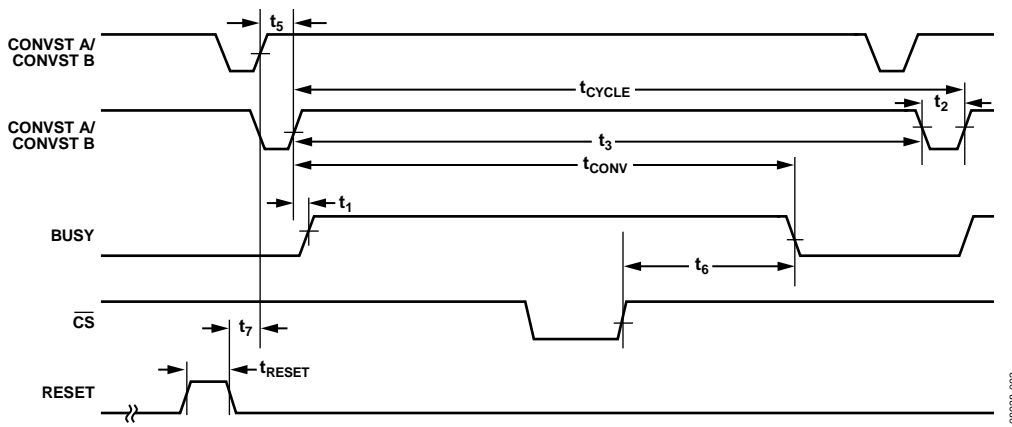 t5
CONVST A/
CONVST B
tCYCLE
t2
CONVST A/
CONVST B
t3
tCONV
t1
BUSY
t6
CS
t7
tRESET
RESET